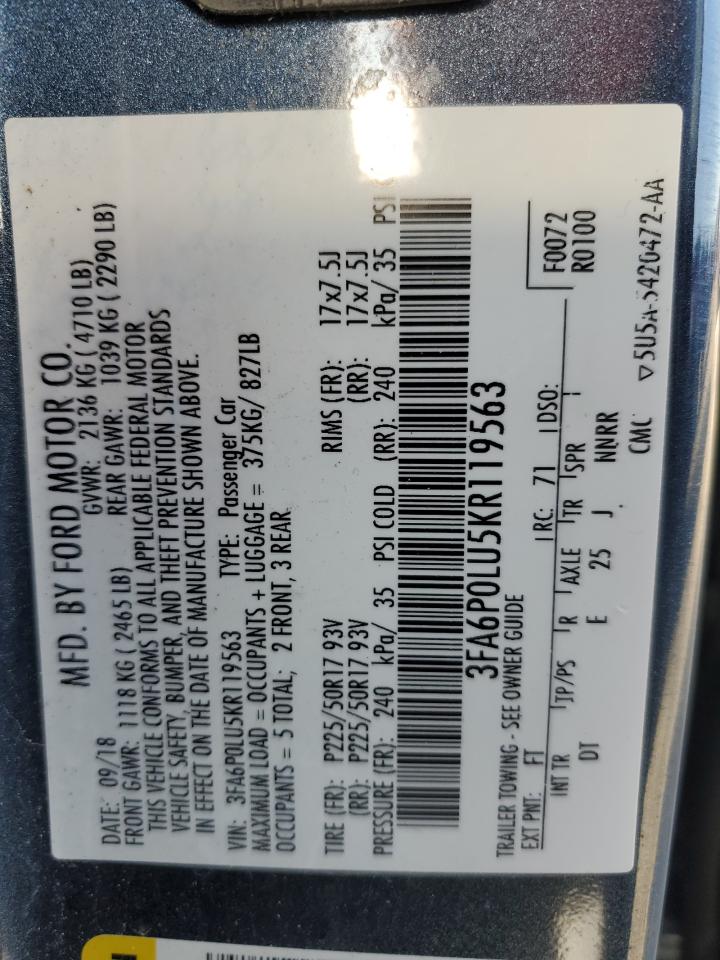 MFD. BY FORD MOTOR CO.
DATE: 09/18 GVWR: 2136 KG ( 4710 LB)
FRONT GAWR: 1118 KG ( 2465 LB) REAR GAWR: 1039 KG ( 2290 LB)
THIS VEHICLE CONFORMS TO ALL APPLICABLE FEDERAL MOTOR
VEHICLE SAFETY, BUMPER, AND THEFT PREVENTION STANDARDS
IN EFFECT ON THE DATE OF MANUFACTURE SHOWN ABOVE.
VIN: 3FA6P0LU5KR119563 TYPE: Passenger Car
MAXIMUM LOAD = OCCUPANTS + LUGGAGE = 375KG/ 827LB
OCCUPANTS = 5 TOTAL; 2 FRONT, 3 REAR
TIRE (FR): P225/50R17 93V RIMS (FR): 17x7.5J
(RR): P225/50R17 93V (RR): 17x7.5J
PRESSURE (FR): 240 kPa/ 35 PSI COLD (RR): 240 kPa/ 35 PSI
3FA6P0LU5KR119563
TRAILER TOWING - SEE OWNER GUIDE
F0072
R0100
EXT PNT: FT RC: 71 DSO:
INT TR TP/PS R AXLE TR SPR
DT E 25 J NNRR
CMC ▽5U5A-5420472-AA